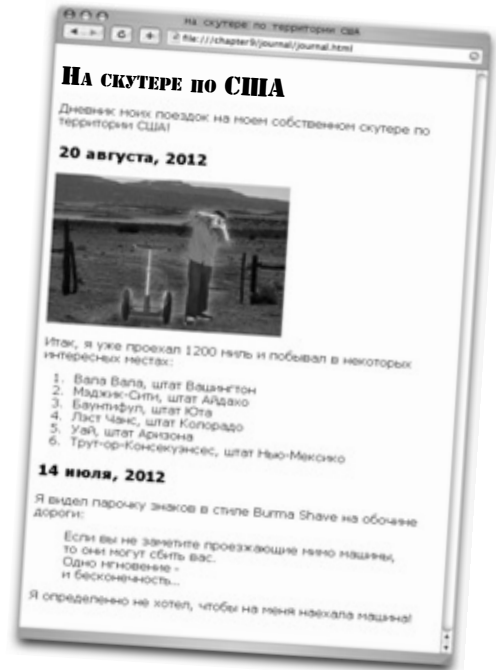 На скутере по территории США
file:///chapter9/journal/journal.html
На скутере по США
Дневник моих поездок на моем собственном скутере по
территории США!
20 августа, 2012
Итак, я уже проехал 1200 миль и побывал в некоторых
интересных местах:
1. Вала Вала, штат Вашингтон
2. Мэджик-Сити, штат Айдахо
3. Баунтифул, штат Юта
4. Лэст Чанс, штат Колорадо
5. Уай, штат Аризона
6. Трут-ор-Консекуэнсес, штат Нью-Мексико
14 июля, 2012
Я видел парочку знаков в стиле Burma Shave на обочине
дороги:
Если вы не заметите проезжающие мимо машины,
то они могут сбить вас.
Одно мгновение -
и бесконечность...
Я определенно не хотел, чтобы на меня наехала машина!